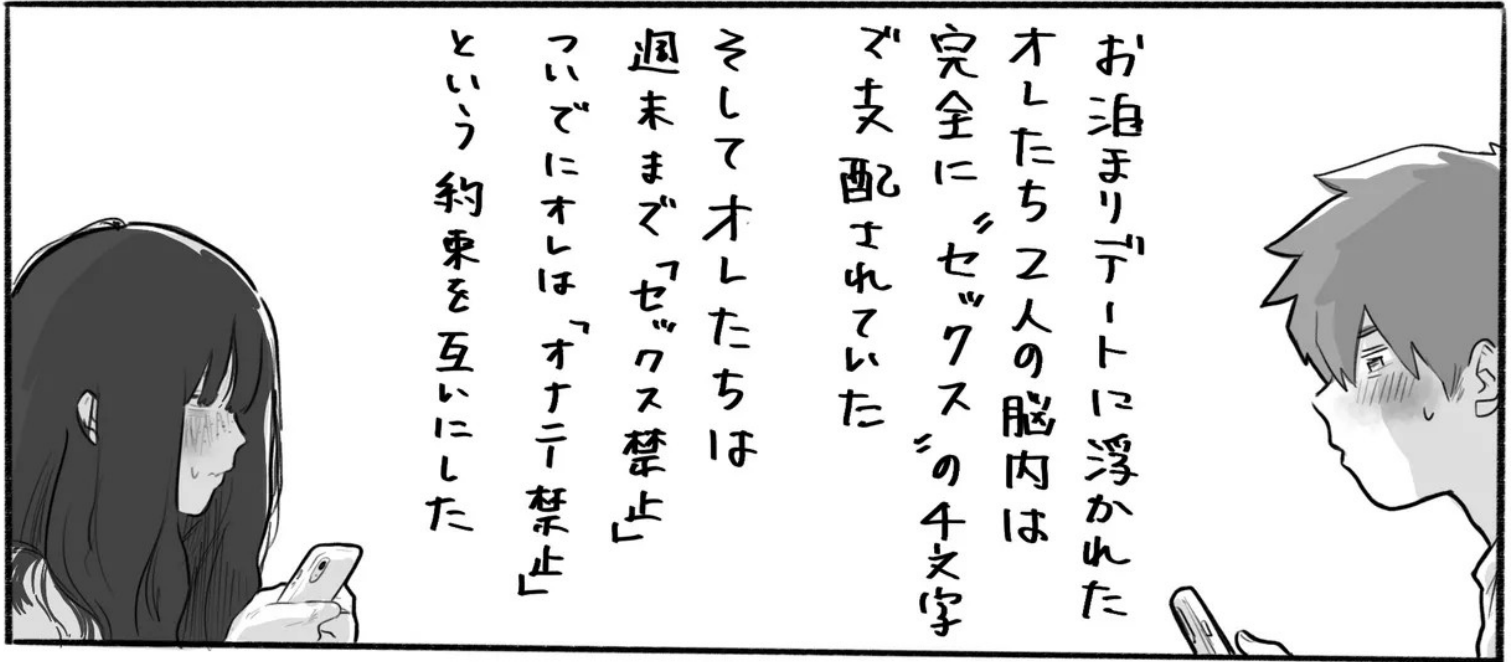 お泊まりデートに浮かれた
オレたち2人の脳内は
完全に〝セックス〟の4文字
で支配されていた
そしてオレたちは
週末まで「セックス禁止」
ついでにオレは「オナニー禁止」
という約束を互いにした